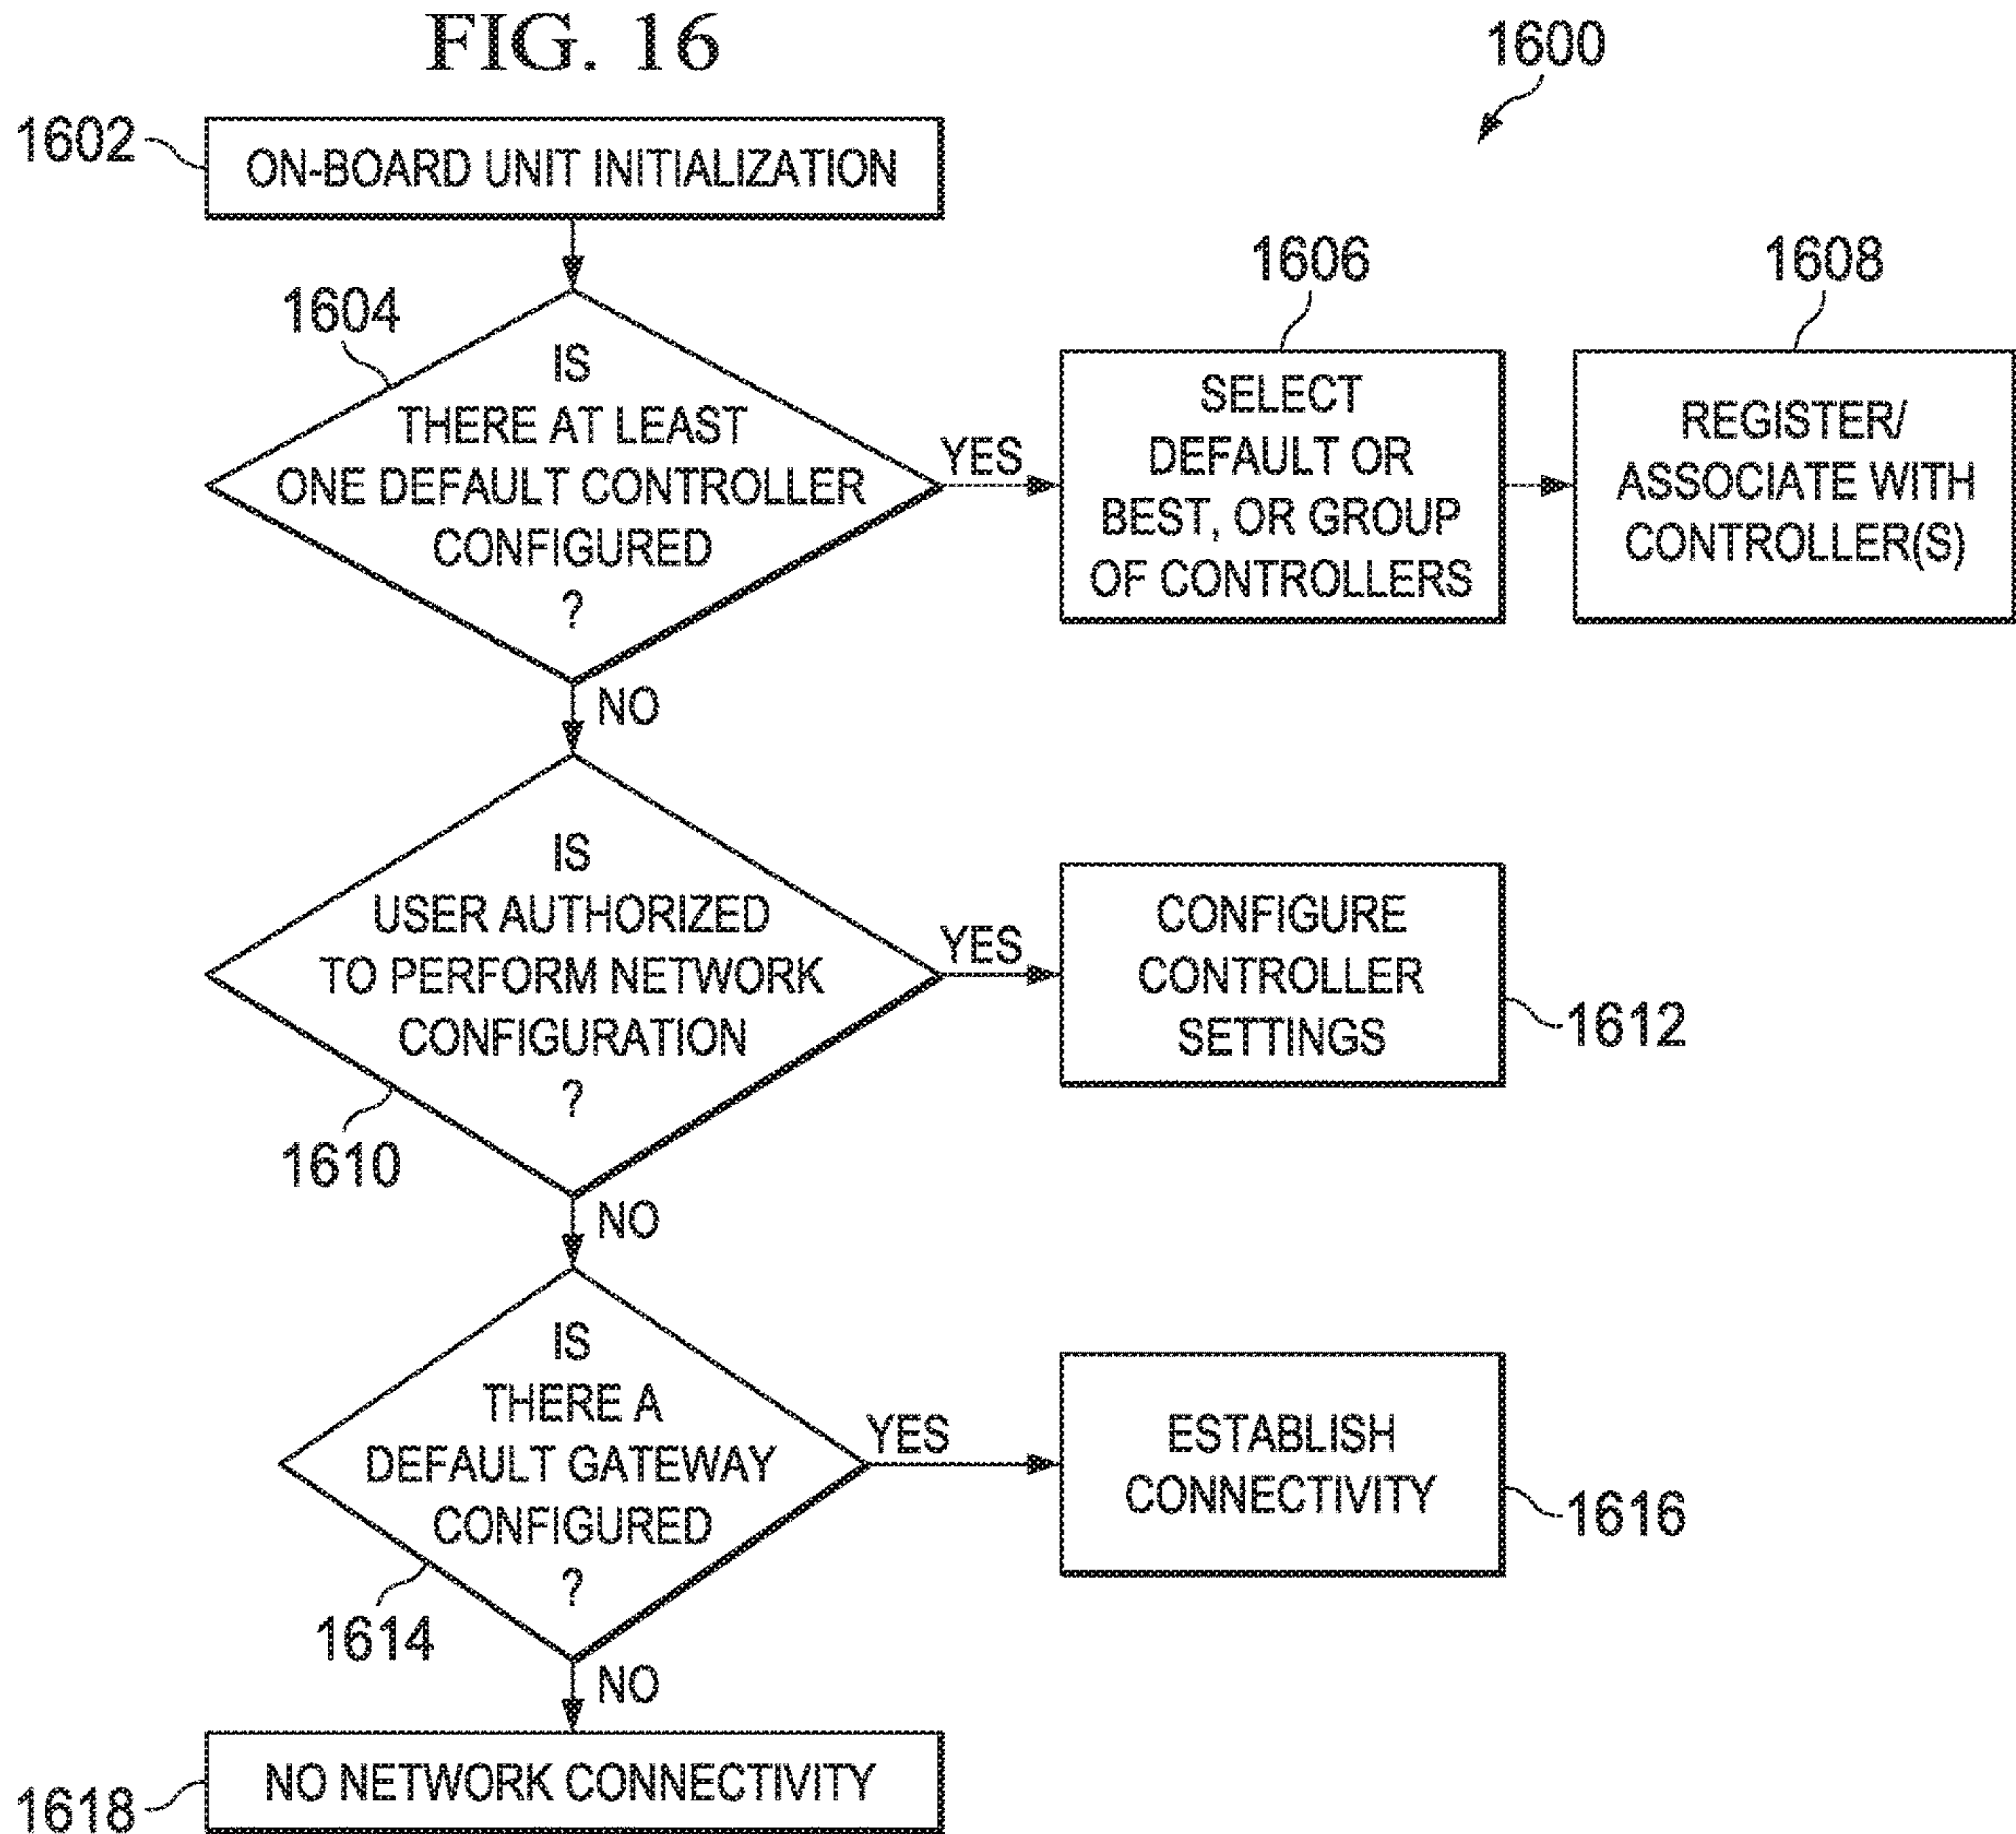 FIG. 16
1600
1602
ON-BOARD UNIT INITIALIZATION
1604
IS
THERE AT LEAST
ONE DEFAULT CONTROLLER
CONFIGURED
?
YES
1606
SELECT
DEFAULT OR
BEST, OR GROUP
OF CONTROLLERS
1608
REGISTER/
ASSOCIATE WITH
CONTROLLER(S)
NO
IS
USER AUTHORIZED
TO PERFORM NETWORK
CONFIGURATION
?
1610
YES
CONFIGURE
CONTROLLER
SETTINGS
1612
NO
IS
THERE A
DEFAULT GATEWAY
CONFIGURED
?
1614
YES
ESTABLISH
CONNECTIVITY
1616
NO
NO NETWORK CONNECTIVITY
1618